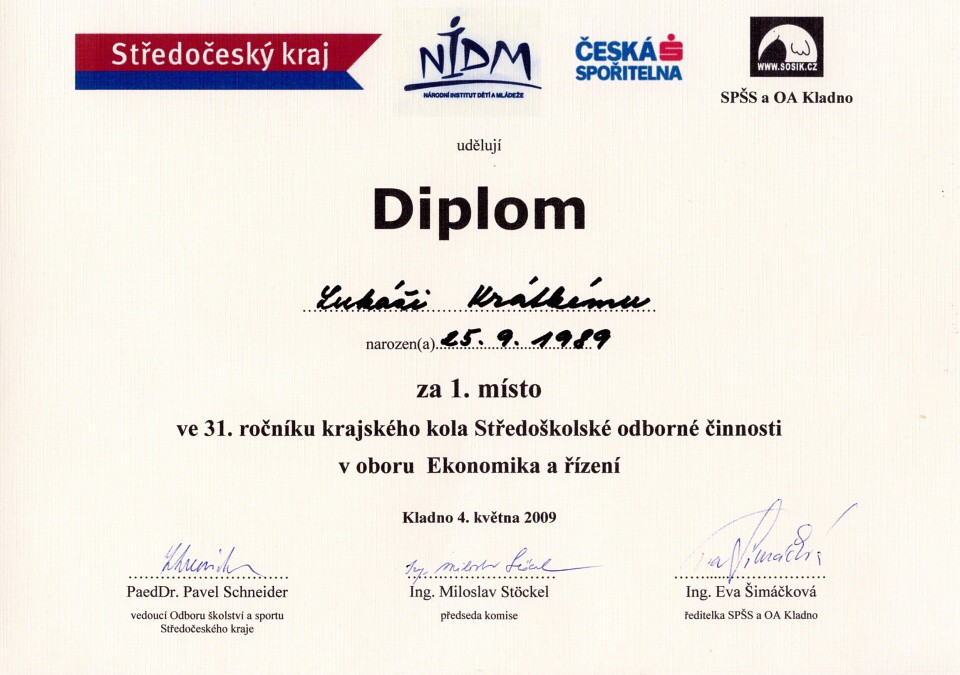 Středočeský kraj
NIDM
NÁRODNÍ INSTITUT DĚTÍ A MLÁDEŽE
ČESKÁ
SPOŘITELNA
WWW.SOSIK.CZ
SPŠS a OA Kladno
udělují
Diplom
Lukáši Krátkému
narozen(a) 25. 9. 1989
za 1. místo
ve 31. ročníku krajského kola Středoškolské odborné činnosti
v oboru Ekonomika a řízení
Kladno 4. května 2009
PaedDr. Pavel Schneider
vedoucí Odboru školství a sportu
Středočeského kraje
Ing. Miloslav Stöckel
předseda komise
Ing. Eva Šimáčková
ředitelka SPŠS a OA Kladno